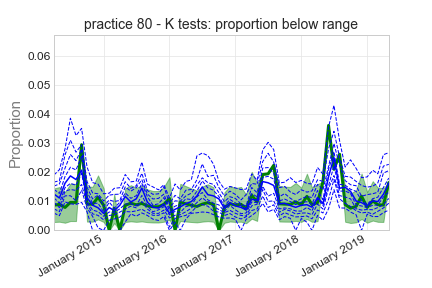 practice 80 - K tests: proportion below range
Proportion
0.06
0.05
0.04
0.03
0.02
0.01
0.00
January 2015
January 2016
January 2017
January 2018
January 2019